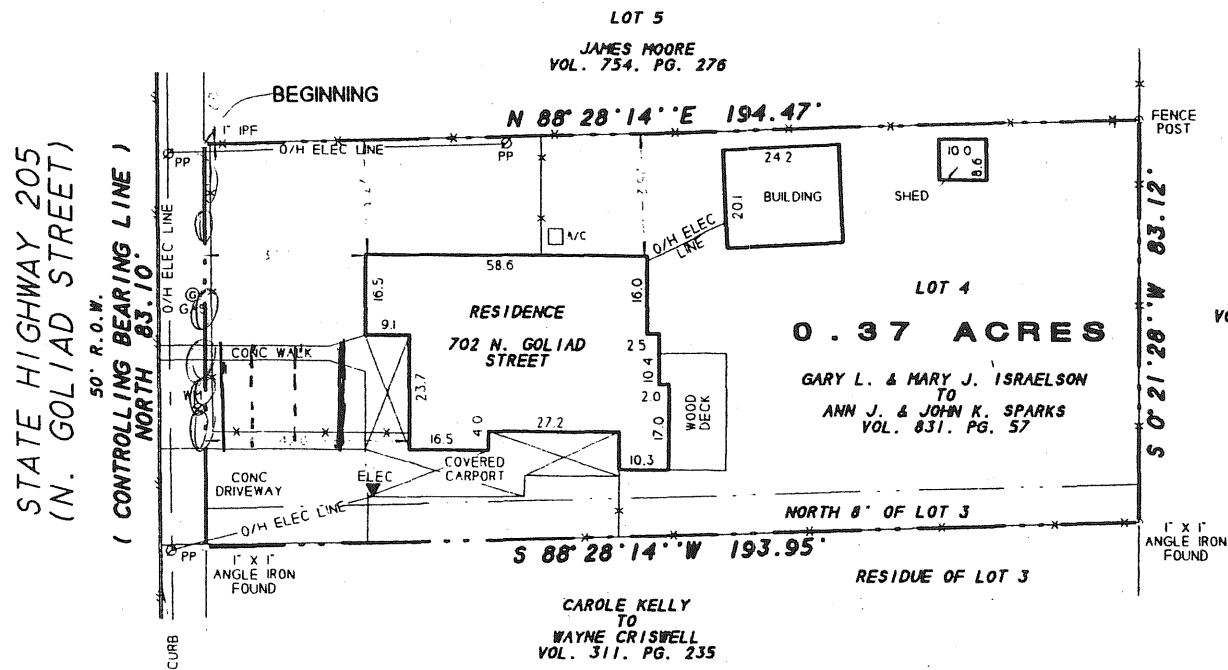 LOT 5
JAMES MOORE
VOL. 754. PG. 276
BEGINNING
1" IPF
N 88°28'14''E 194.47'
FENCE
POST
PP
O/H ELEC LINE
PP
24.2
BUILDING
20.1
10.0
8.6
SHED
A/C
O/H ELEC
LINE
STATE HIGHWAY 205
(N. GOLIAD STREET)
50' R.O.W.
( CONTROLLING BEARING LINE )
NORTH 83.10'
O/H ELEC LINE
58.6
16.5
16.0
RESIDENCE
9.1
702 N. GOLIAD
STREET
2.5
10.4
2.0
23.7
17.0
WOOD
DECK
16.5
4.0
27.2
10.3
COVERED
CARPORT
CONC WALK
CONC
DRIVEWAY
ELEC
O/H ELEC LINE
LOT 4
0.37 ACRES
GARY L. & MARY J. ISRAELSON
TO
ANN J. & JOHN K. SPARKS
VOL. 831. PG. 57
S 0°21'28''W 83.12'
NORTH 8' OF LOT 3
PP
S 88°28'14''W 193.95'
1" X 1"
ANGLE IRON
FOUND
1" X 1"
ANGLE IRON
FOUND
RESIDUE OF LOT 3
CAROLE KELLY
TO
WAYNE CRISWELL
VOL. 311. PG. 235
CURB